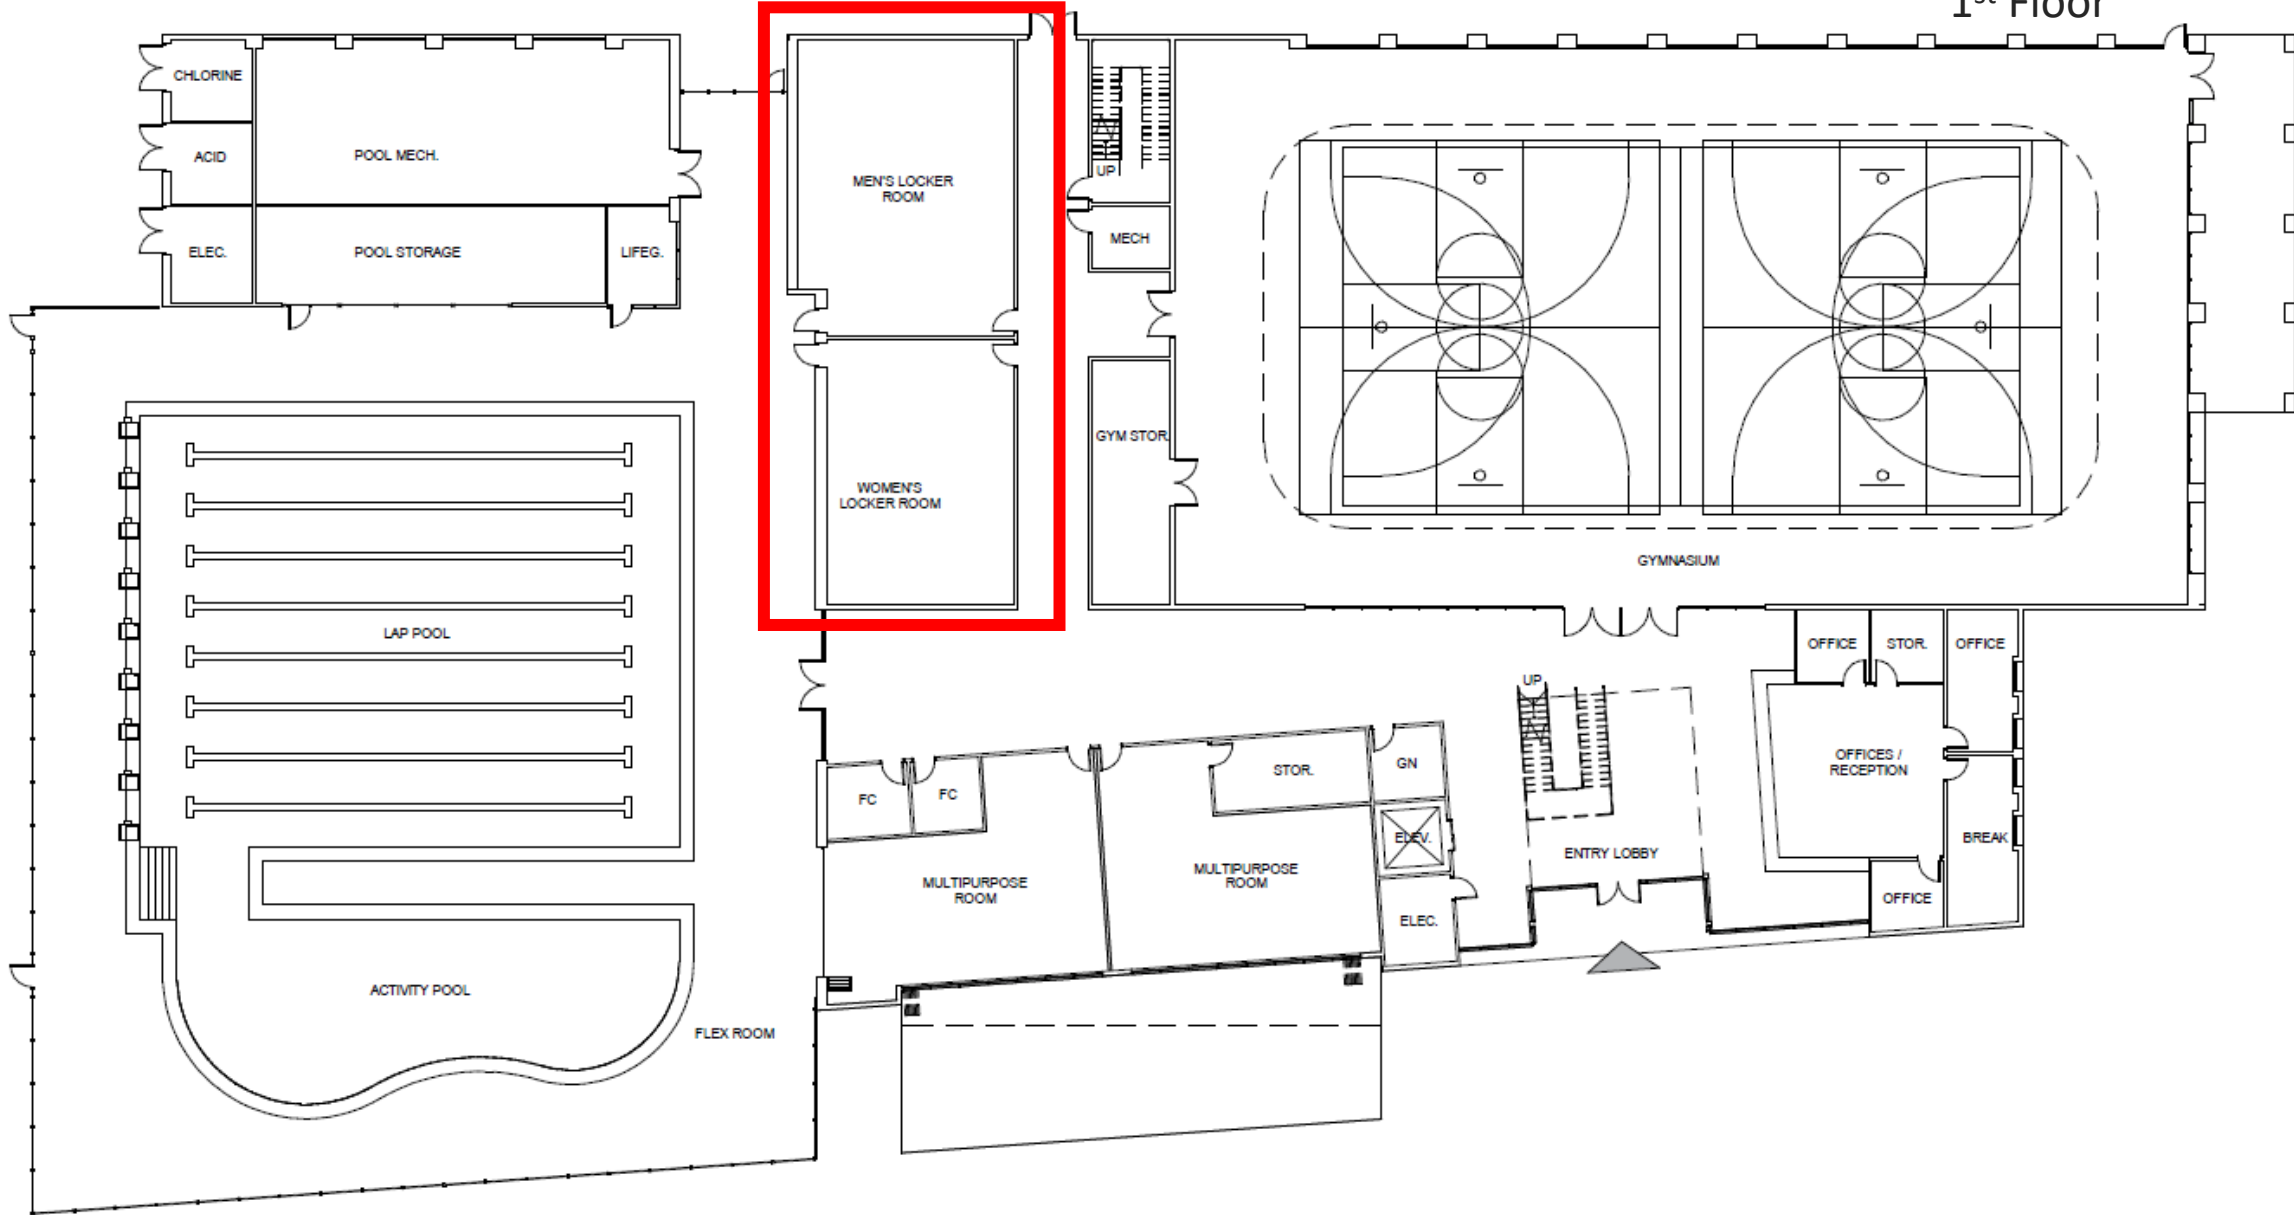 1st Floor
CHLORINE
ACID
POOL MECH.
ELEC.
POOL STORAGE
LIFEG.
MEN'S LOCKER
ROOM
UP
MECH
GYM STOR.
WOMEN'S
LOCKER ROOM
GYMNASIUM
LAP POOL
OFFICE
STOR.
OFFICE
UP
OFFICES /
RECEPTION
STOR.
GN
FC
FC
ELEV.
BREAK
ENTRY LOBBY
MULTIPURPOSE
ROOM
MULTIPURPOSE
ROOM
OFFICE
ELEC.
ACTIVITY POOL
FLEX ROOM